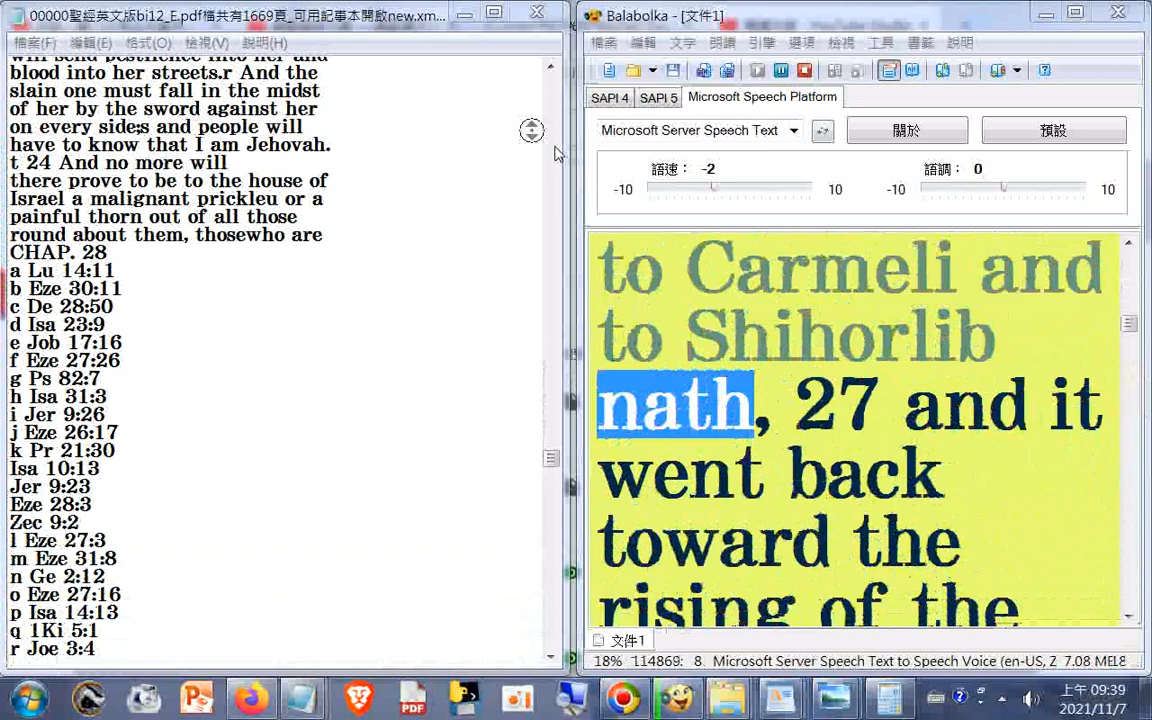 00000聖經英文版bi12_E.pdf檔共有1669頁_可用記事本開啟new.xm...
檔案(F) 編輯(E) 格式(O) 檢視(V) 說明(H)
will send pestilence into her and
blood into her streets.r And the
slain one must fall in the midst
of her by the sword against her
on every side;s and people will
have to know that I am Jehovah.
t 24 And no more will
there prove to be to the house of
Israel a malignant prickleu or a
painful thorn out of all those
round about them, thosewho are
CHAP. 28
a Lu 14:11
b Eze 30:11
c De 28:50
d Isa 23:9
e Job 17:16
f Eze 27:26
g Ps 82:7
h Isa 31:3
i Jer 9:26
j Eze 26:17
k Pr 21:30
Isa 10:13
Jer 9:23
Eze 28:3
Zec 9:2
l Eze 27:3
m Eze 31:8
n Ge 2:12
o Eze 27:16
p Isa 14:13
q 1Ki 5:1
r Joe 3:4
Balabolka - [文件1]
檔案 編輯 文字 朗讀 引擎 選項 檢視 工具 書籤 說明
SAPI 4 SAPI 5 Microsoft Speech Platform
Microsoft Server Speech Text 關於 預設
語速: -2 語調: 0
-10 10 -10 10
to Carmeli and
to Shihorlib
nath, 27 and it
went back
toward the
rising of the
文件1
18% 114869: 8. Microsoft Server Speech Text to Speech Voice (en-US, Z 7.08 MEL8
PDF
上午 09:39
2021/11/7